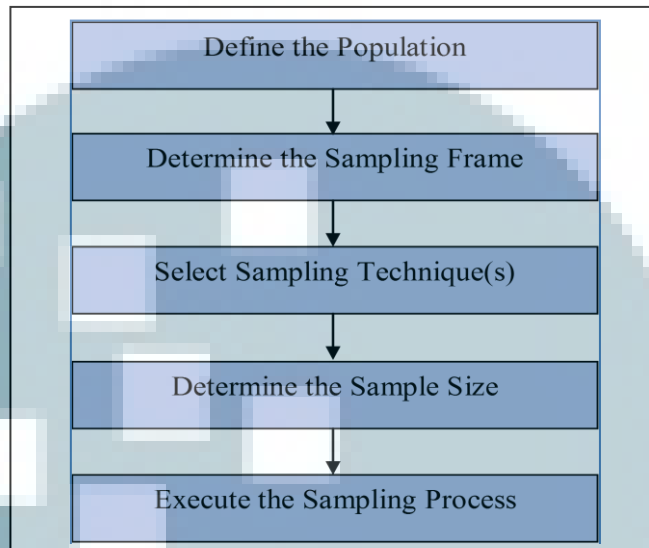 Define the Population
Determine the Sampling Frame
Select Sampling Technique(s)
Determine the Sample Size
Execute the Sampling Process